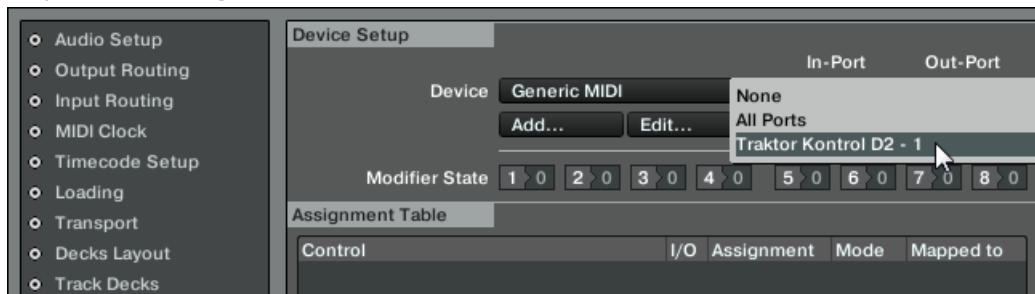 Audio Setup
Output Routing
Input Routing
MIDI Clock
Timecode Setup
Loading
Transport
Decks Layout
Track Decks
Device Setup
In-Port Out-Port
Device Generic MIDI
None
All Ports
Traktor Kontrol D2 - 1
Add... Edit...
Modifier State 1 0 2 0 3 0 4 0 5 0 6 0 7 0 8 0
Assignment Table
Control I/O Assignment Mode Mapped to